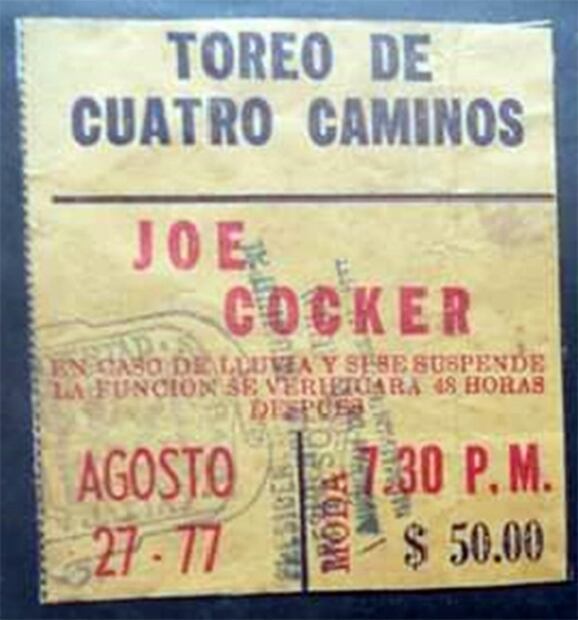 TOREO DE
CUATRO CAMINOS
JOE
COCKER
EN CASO DE LLUVIA Y SI SE SUSPENDE
LA FUNCION SE VERIFICARA 48 HORAS
DESPUES
AGOSTO
27-77
MODA
7.30 P. M.
$ 50.00